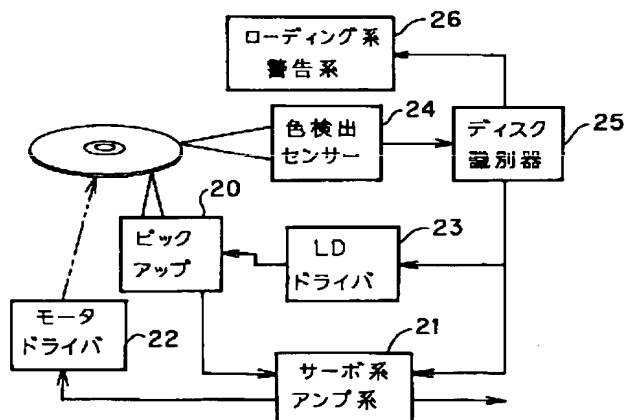 ローディング系
警告系
26
24
色検出
センサー
ディスク
識別器
25
20
ピック
アップ
23
LD
ドライバ
モータ
ドライバ
22
21
サーボ系
アンプ系